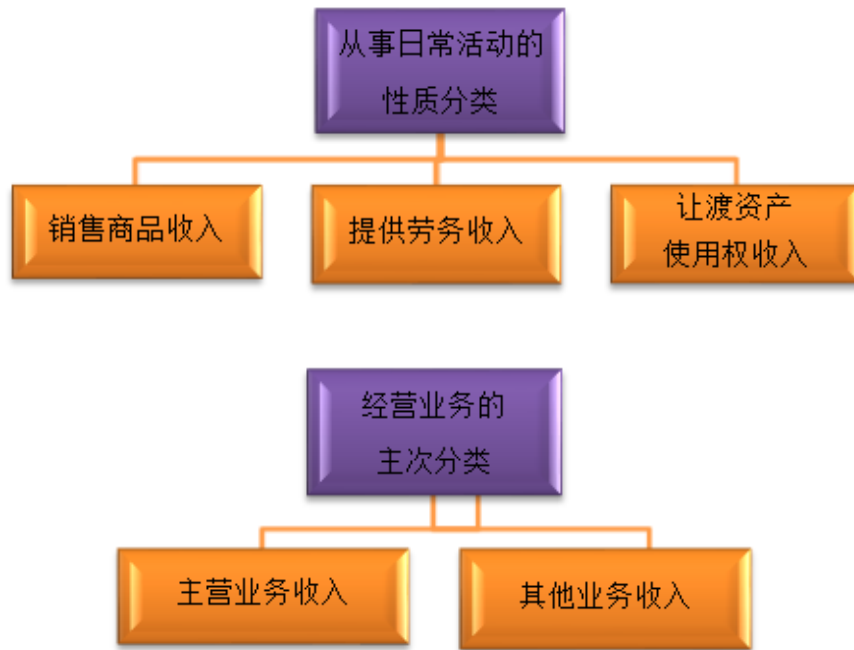 从事日常活动的
性质分类
销售商品收入
提供劳务收入
让渡资产
使用权收入
经营业务的
主次分类
主营业务收入
其他业务收入